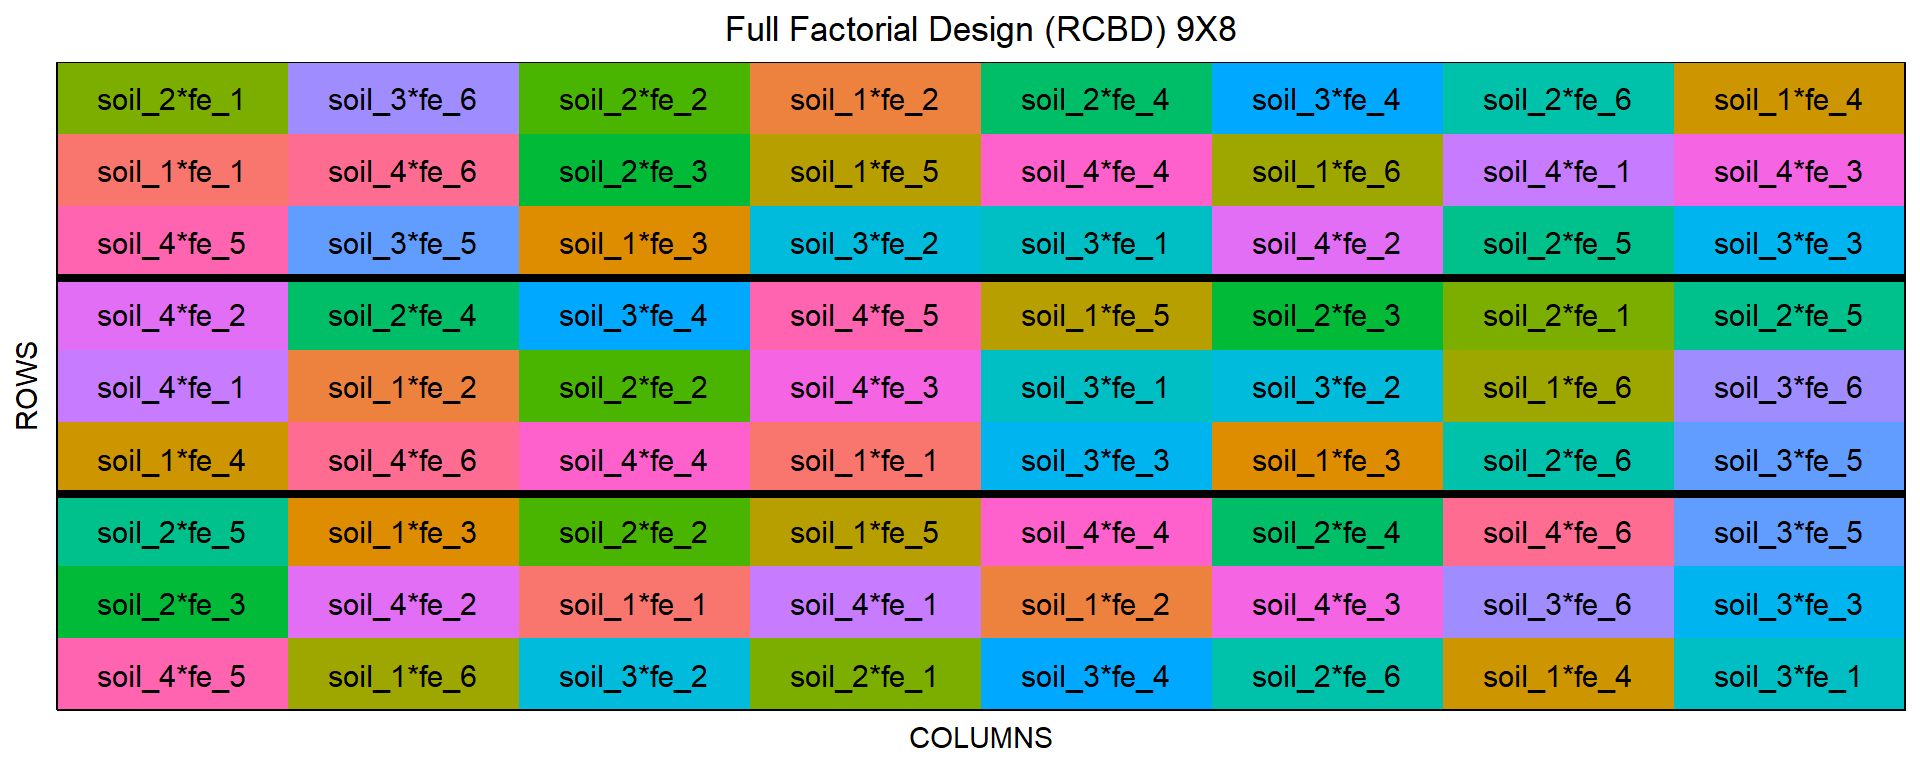 Full Factorial Design (RCBD) 9X8
soil_2*fe_1 soil_3*fe_6 soil_2*fe_2 soil_1*fe_2 soil_2*fe_4 soil_3*fe_4 soil_2*fe_6 soil_1*fe_4
soil_1*fe_1 soil_4*fe_6 soil_2*fe_3 soil_1*fe_5 soil_4*fe_4 soil_1*fe_6 soil_4*fe_1 soil_4*fe_3
soil_4*fe_5 soil_3*fe_5 soil_1*fe_3 soil_3*fe_2 soil_3*fe_1 soil_4*fe_2 soil_2*fe_5 soil_3*fe_3
soil_4*fe_2 soil_2*fe_4 soil_3*fe_4 soil_4*fe_5 soil_1*fe_5 soil_2*fe_3 soil_2*fe_1 soil_2*fe_5
ROWS
soil_4*fe_1 soil_1*fe_2 soil_2*fe_2 soil_4*fe_3 soil_3*fe_1 soil_3*fe_2 soil_1*fe_6 soil_3*fe_6
soil_1*fe_4 soil_4*fe_6 soil_4*fe_4 soil_1*fe_1 soil_3*fe_3 soil_1*fe_3 soil_2*fe_6 soil_3*fe_5
soil_2*fe_5 soil_1*fe_3 soil_2*fe_2 soil_1*fe_5 soil_4*fe_4 soil_2*fe_4 soil_4*fe_6 soil_3*fe_5
soil_2*fe_3 soil_4*fe_2 soil_1*fe_1 soil_4*fe_1 soil_1*fe_2 soil_4*fe_3 soil_3*fe_6 soil_3*fe_3
soil_4*fe_5 soil_1*fe_6 soil_3*fe_2 soil_2*fe_1 soil_3*fe_4 soil_2*fe_6 soil_1*fe_4 soil_3*fe_1
COLUMNS